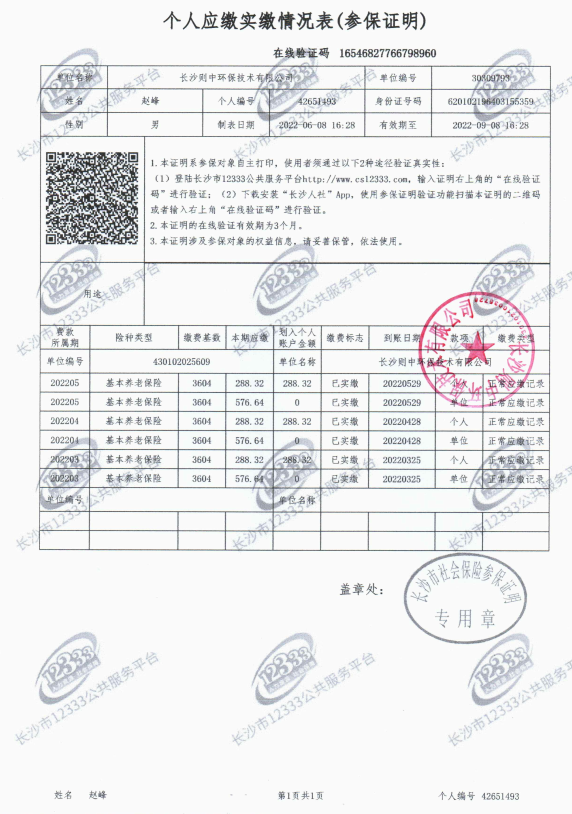 个人应缴实缴情况表(参保证明)
在线验证码 16546827766798960
单位名称 长沙则中环保技术有限公司 单位编号 30309793
姓名 赵峰 个人编号 42651493 身份证号码 620102196403155359
性别 男 制表日期 2022-06-08 16:28 有效期至 2022-09-08 16:28
1.本证明系参保对象自主打印，使用者须通过以下2种途径验证真实性：
（1）登陆长沙市12333公共服务平台http://www.cs12333.com，输入证明右上角的“在线验证
码”进行验证；（2）下载安装“长沙人社”App，使用参保证明验证功能扫描本证明的二维码
或者输入右上角“在线验证码”进行验证。
2.本证明的在线验证有效期为3个月。
3.本证明涉及参保对象的权益信息，请妥善保管，依法使用。
用途
费款所属期 险种类型 缴费基数 本期应缴 划入个人账户金额 缴费标志 到账日期 款项 缴费类型
单位编号 430102025609 单位名称 长沙则中环保技术有限公司
202205 基本养老保险 3604 288.32 288.32 已实缴 20220529 个人 正常应缴记录
202205 基本养老保险 3604 576.64 0 已实缴 20220529 单位 正常应缴记录
202204 基本养老保险 3604 288.32 288.32 已实缴 20220428 个人 正常应缴记录
202204 基本养老保险 3604 576.64 0 已实缴 20220428 单位 正常应缴记录
202203 基本养老保险 3604 288.32 288.32 已实缴 20220325 个人 正常应缴记录
202203 基本养老保险 3604 576.64 0 已实缴 20220325 单位 正常应缴记录
单位编号 单位名称
盖章处：
长沙市社会保险参保证明
专用章
12333
长沙市12333公共服务平台
姓名 赵峰 第1页共1页 个人编号 42651493